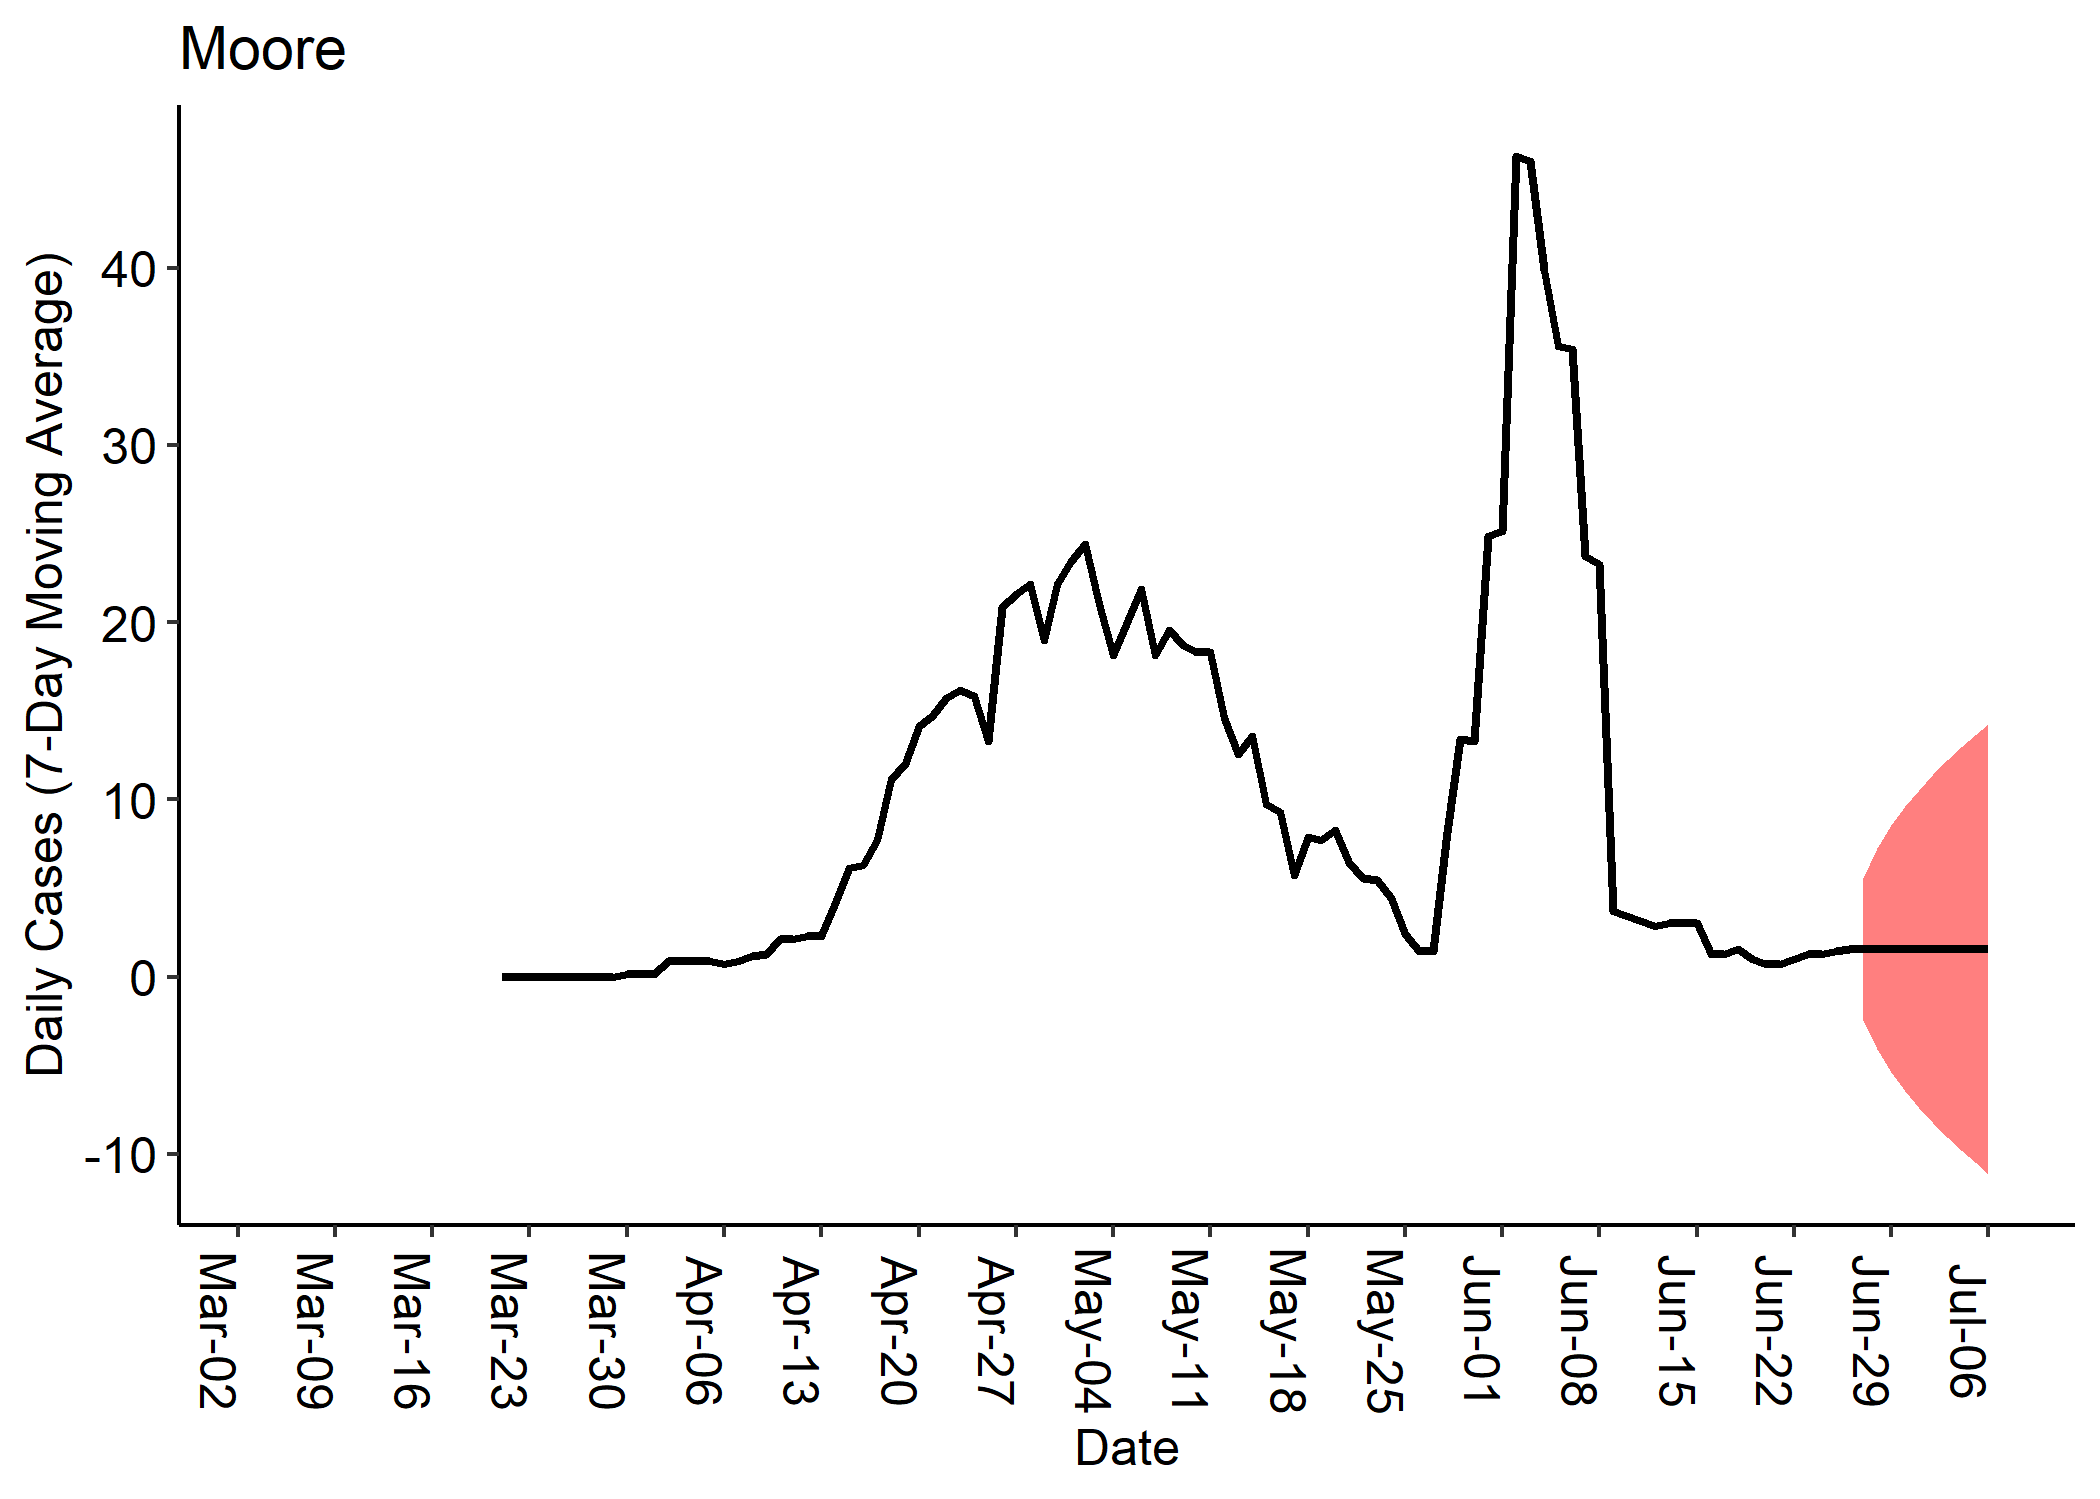 Moore
Daily Cases (7-Day Moving Average)
40
30
20
10
0
-10
Mar-02
Mar-09
Mar-16
Mar-23
Mar-30
Apr-06
Apr-13
Apr-20
Apr-27
May-04
May-11
May-18
May-25
Jun-01
Jun-08
Jun-15
Jun-22
Jun-29
Jul-06
Date